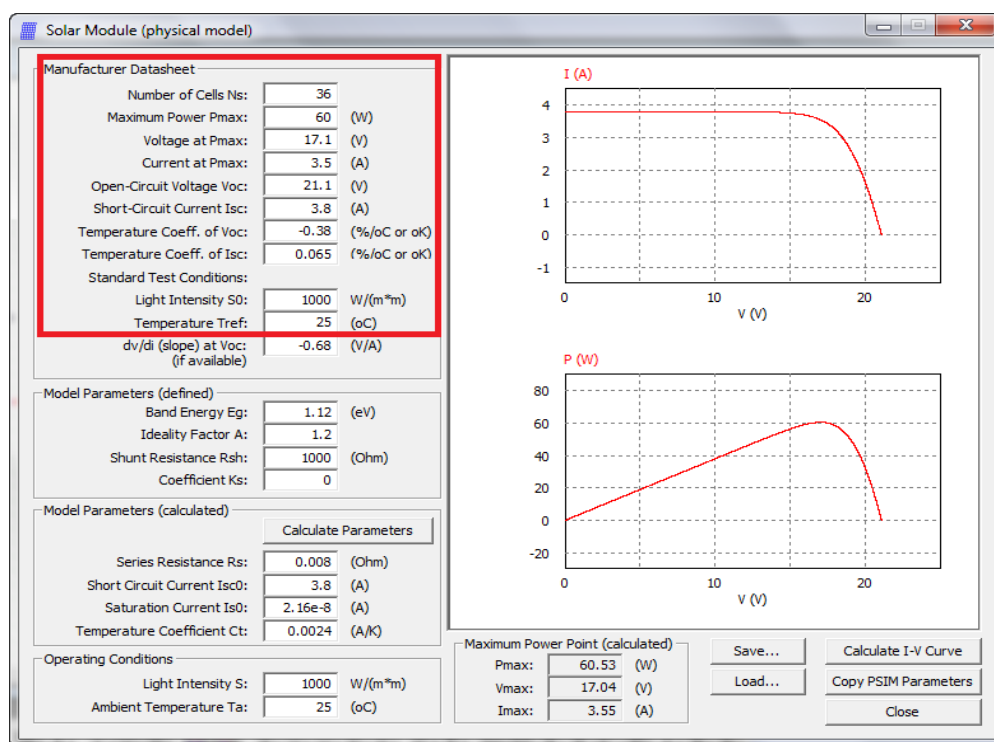 Solar Module (physical model)
Manufacturer Datasheet
Number of Cells Ns: 36
Maximum Power Pmax: 60 (W)
Voltage at Pmax: 17.1 (V)
Current at Pmax: 3.5 (A)
Open-Circuit Voltage Voc: 21.1 (V)
Short-Circuit Current Isc: 3.8 (A)
Temperature Coeff. of Voc: -0.38 (%/oC or oK)
Temperature Coeff. of Isc: 0.065 (%/oC or oK)
Standard Test Conditions:
Light Intensity S0: 1000 W/(m*m)
Temperature Tref: 25 (oC)
dv/di (slope) at Voc: -0.68 (V/A)
(if available)
Model Parameters (defined)
Band Energy Eg: 1.12 (eV)
Ideality Factor A: 1.2
Shunt Resistance Rsh: 1000 (Ohm)
Coefficient Ks: 0
Model Parameters (calculated)
Calculate Parameters
Series Resistance Rs: 0.008 (Ohm)
Short Circuit Current Isc0: 3.8 (A)
Saturation Current Is0: 2.16e-8 (A)
Temperature Coefficient Ct: 0.0024 (A/K)
Operating Conditions
Light Intensity S: 1000 W/(m*m)
Ambient Temperature Ta: 25 (oC)
I (A)
4
3
2
1
0
-1
0 10 20
V (V)
P (W)
80
60
40
20
0
-20
0 10 20
V (V)
Maximum Power Point (calculated)
Pmax: 60.53 (W)
Vmax: 17.04 (V)
Imax: 3.55 (A)
Save...
Load...
Calculate I-V Curve
Copy PSIM Parameters
Close